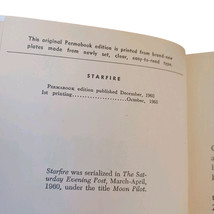 This original Permabook edition is printed from brand-new
plates made from newly set, clear, easy-to-read type.
STARFIRE
PERMABOOK edition published December, 1960
1st printing..........October, 1960
Starfire was serialized in The Sat-
urday Evening Post, March-April,
1960, under the title Moon Pilot.